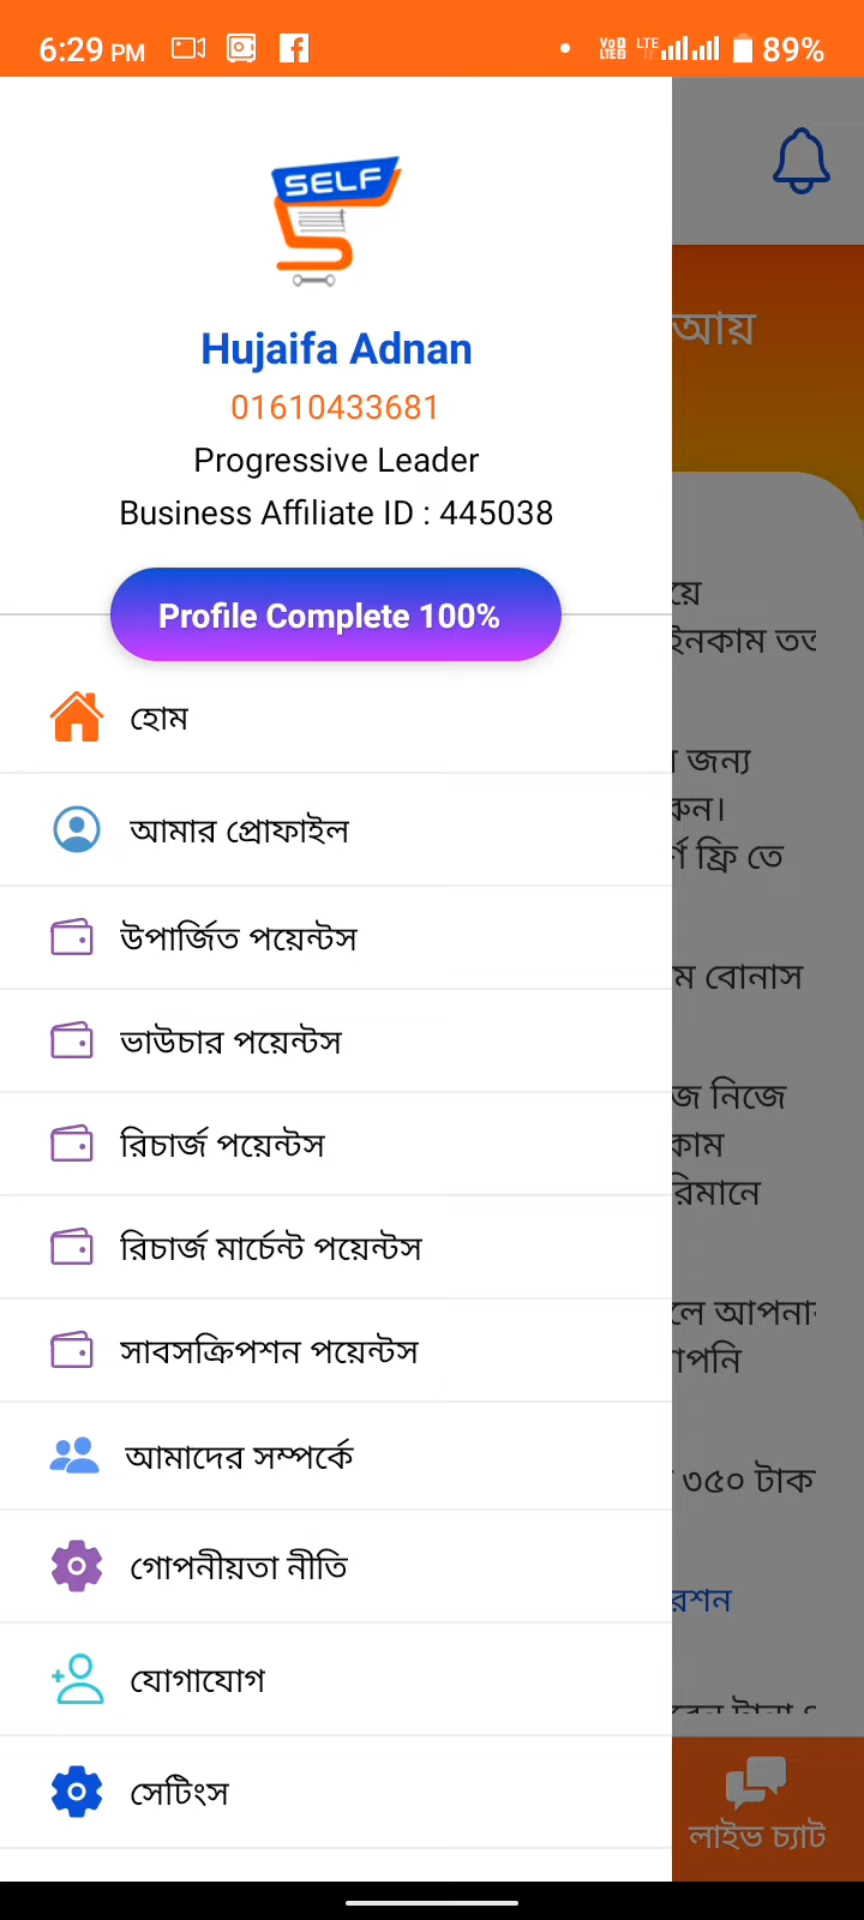 6:29 PM
LTE 89%
SELF
Hujaifa Adnan
01610433681
Progressive Leader
Business Affiliate ID : 445038
Profile Complete 100%
হোম
আমার প্রোফাইল
উপার্জিত পয়েন্টস
ভাউচার পয়েন্টস
রিচার্জ পয়েন্টস
রিচার্জ মার্চেন্ট পয়েন্টস
সাবসক্রিপশন পয়েন্টস
আমাদের সম্পর্কে
গোপনীয়তা নীতি
যোগাযোগ
সেটিংস
আয়
জন্য
ফ্রি তে
বোনাস
নিজে
আপনা
৩৫০ টাক
লাইভ চ্যাট